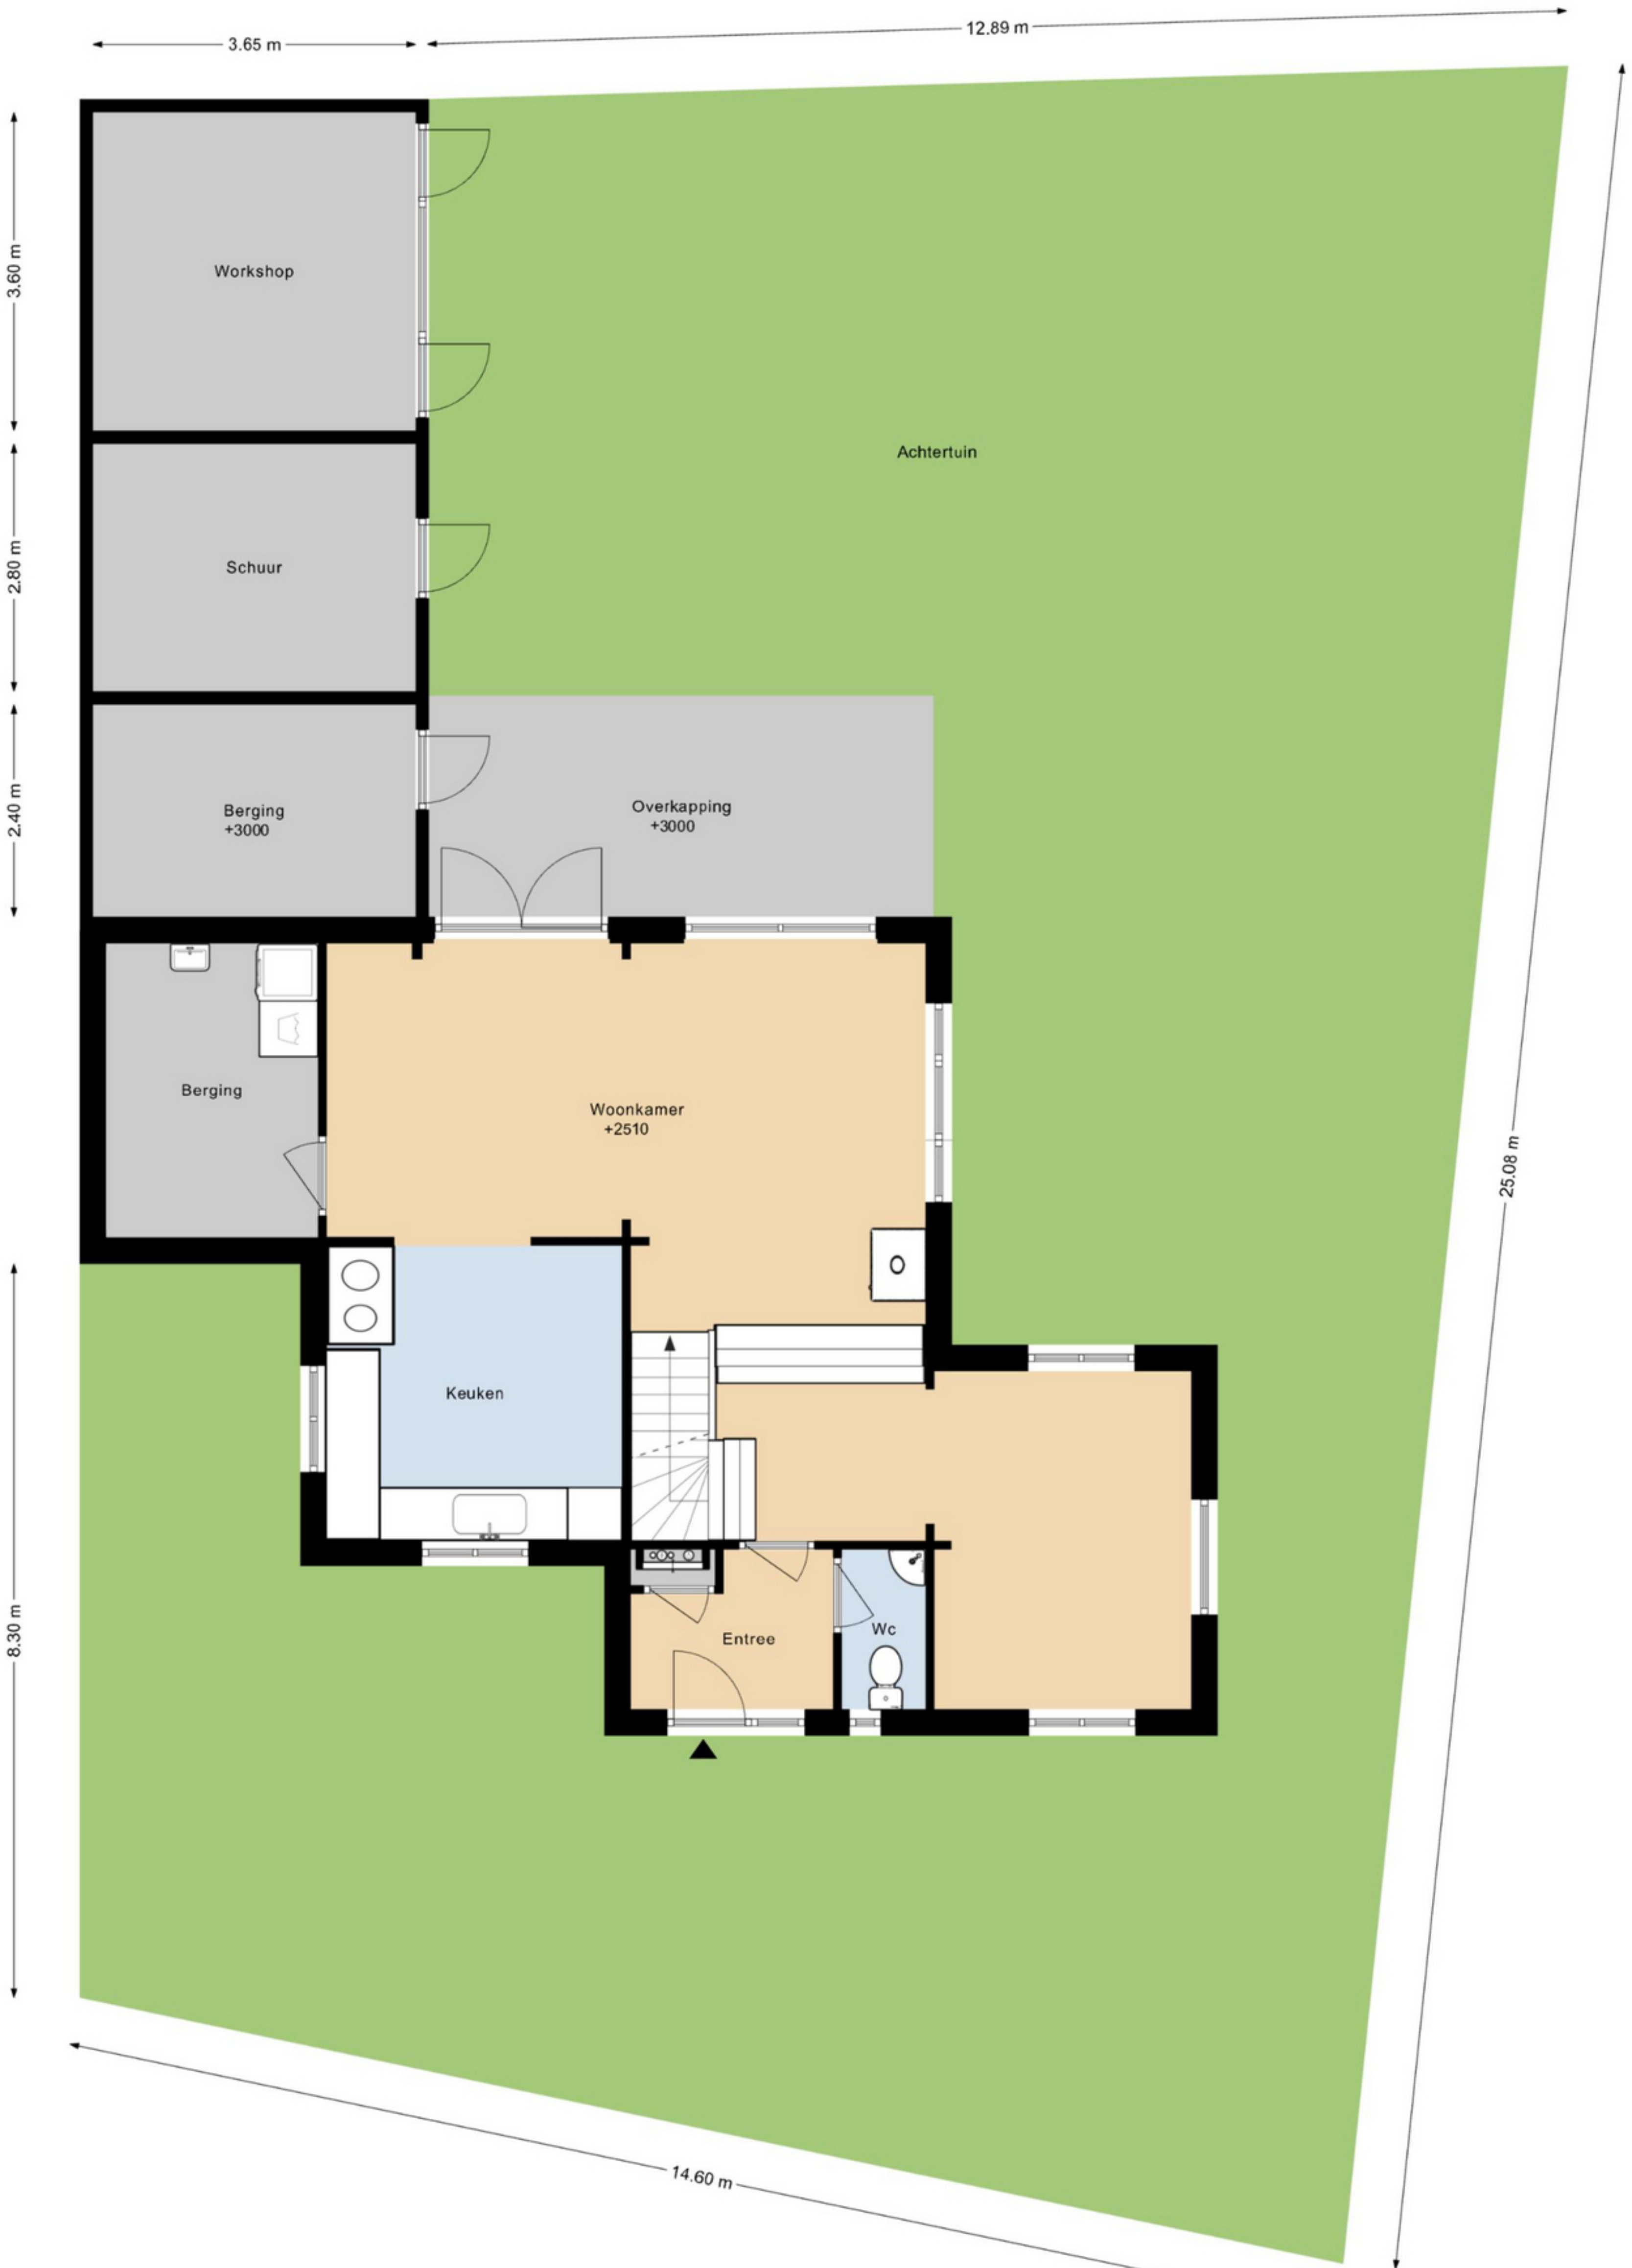 12.89 m
3.65 m
3.60 m
Workshop
Achtertuin
2.80 m
Schuur
2.40 m
Berging
+3000
Overkapping
+3000
Berging
Woonkamer
+2510
25.08 m
Keuken
8.30 m
Entree
Wc
14.60 m